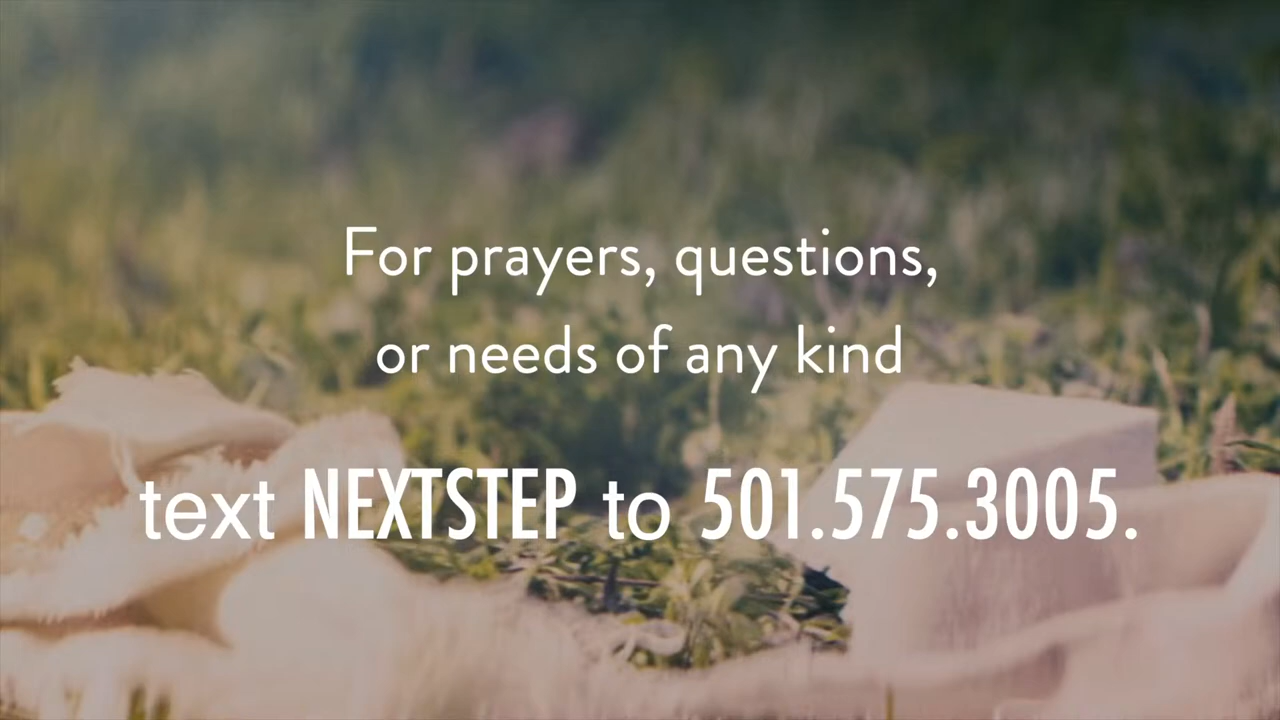 For prayers, questions,
or needs of any kind
text NEXTSTEP to 501.575.3005.